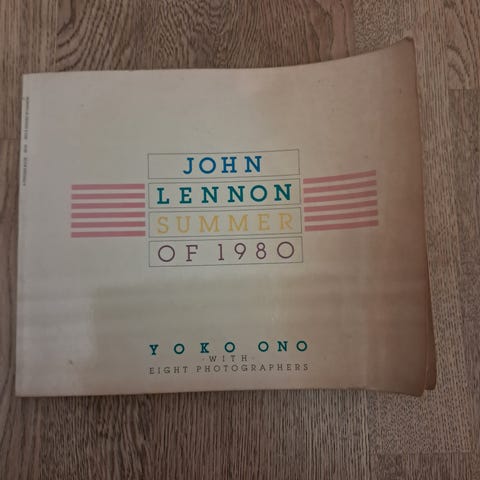 JOHN
LENNON
SUMMER
OF 1980
YOKO ONO
·WITH·
EIGHT PHOTOGRAPHERS